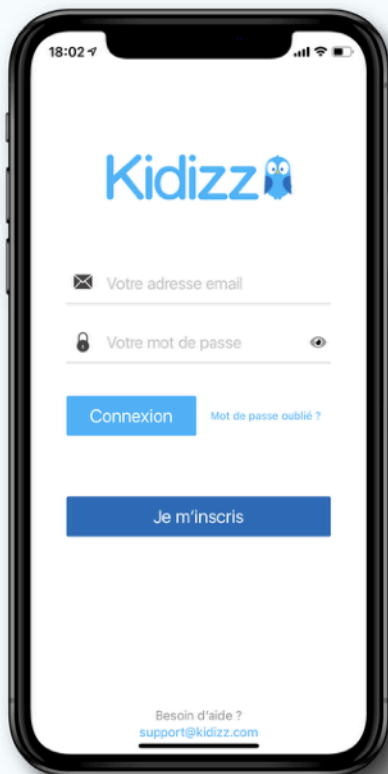 18:02
Kidizz
Votre adresse email
Votre mot de passe
Connexion
Mot de passe oublié ?
Je m'inscris
Besoin d'aide ?
support@kidizz.com